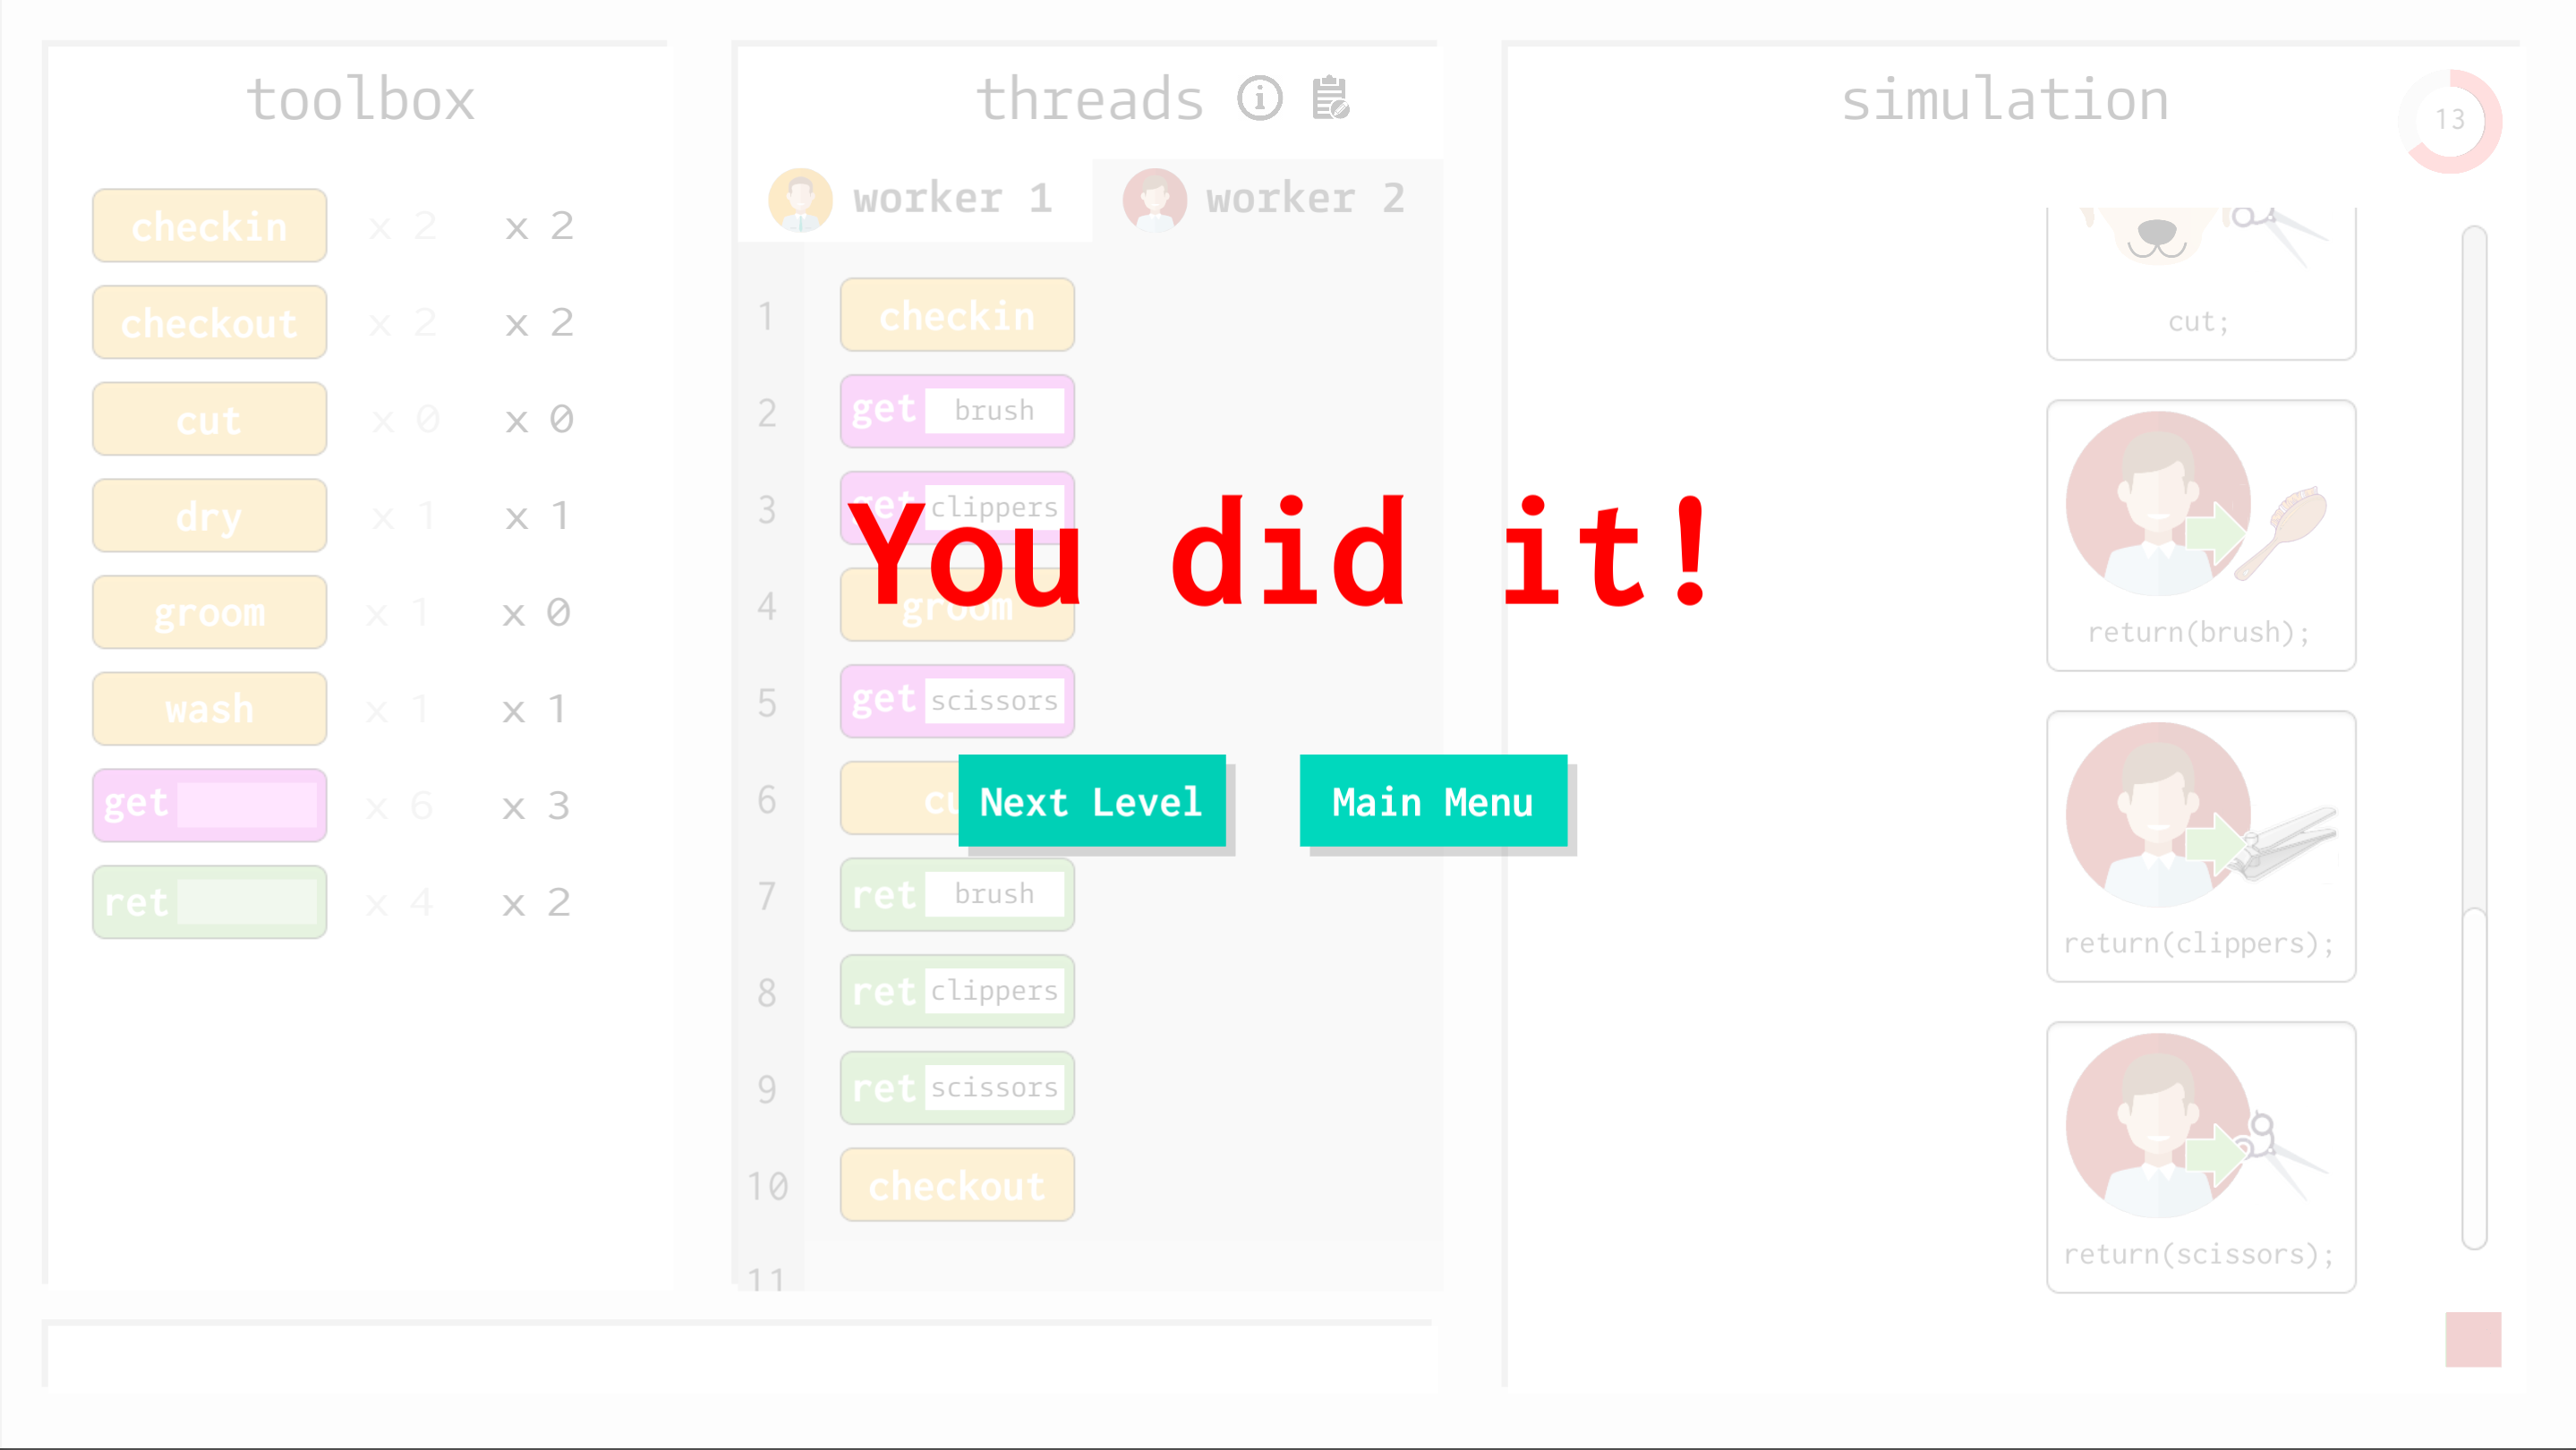 toolbox
checkin x 2 x 2
checkout x 2 x 2
cut x 0 x 0
dry x 1 x 1
groom x 1 x 0
wash x 1 x 1
get x 6 x 3
ret x 4 x 2
threads
worker 1 worker 2
1 checkin
2 get brush
3 get clippers
4 groom
5 get scissors
6 cu
7 ret brush
8 ret clippers
9 ret scissors
10 checkout
11
You did it!
Next Level Main Menu
simulation
13
cut;
return(brush);
return(clippers);
return(scissors);